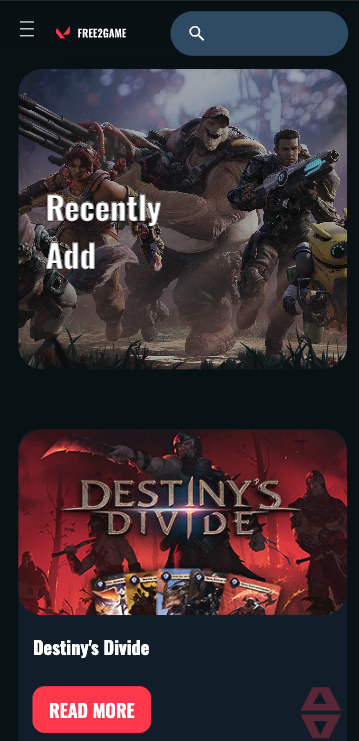 FREE2GAME
Recently
Add
DESTINY'S
DIVIDE
Destiny's Divide
READ MORE